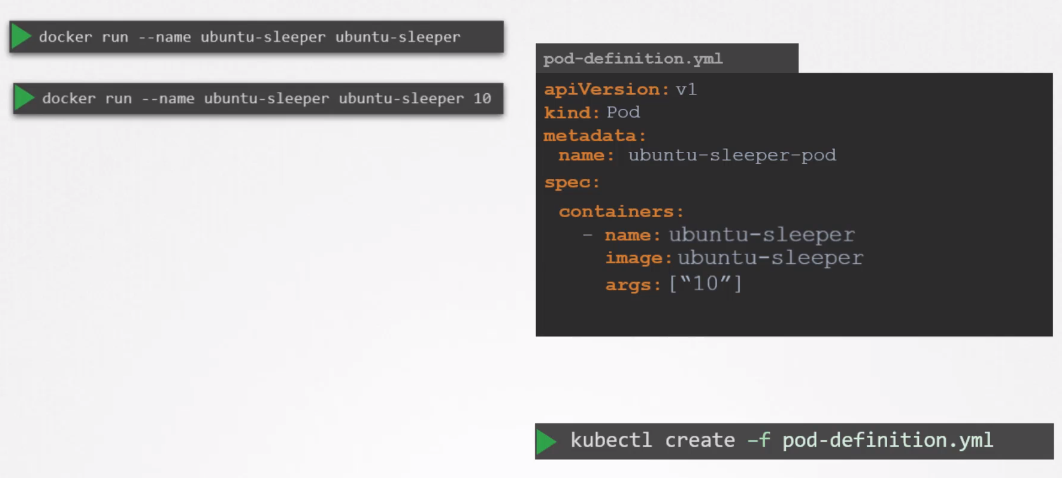 docker run --name ubuntu-sleeper ubuntu-sleeper
docker run --name ubuntu-sleeper ubuntu-sleeper 10
pod-definition.yml
apiVersion: v1
kind: Pod
metadata:
name: ubuntu-sleeper-pod
spec:
containers:
- name: ubuntu-sleeper
image: ubuntu-sleeper
args: [“10”]
kubectl create –f pod-definition.yml